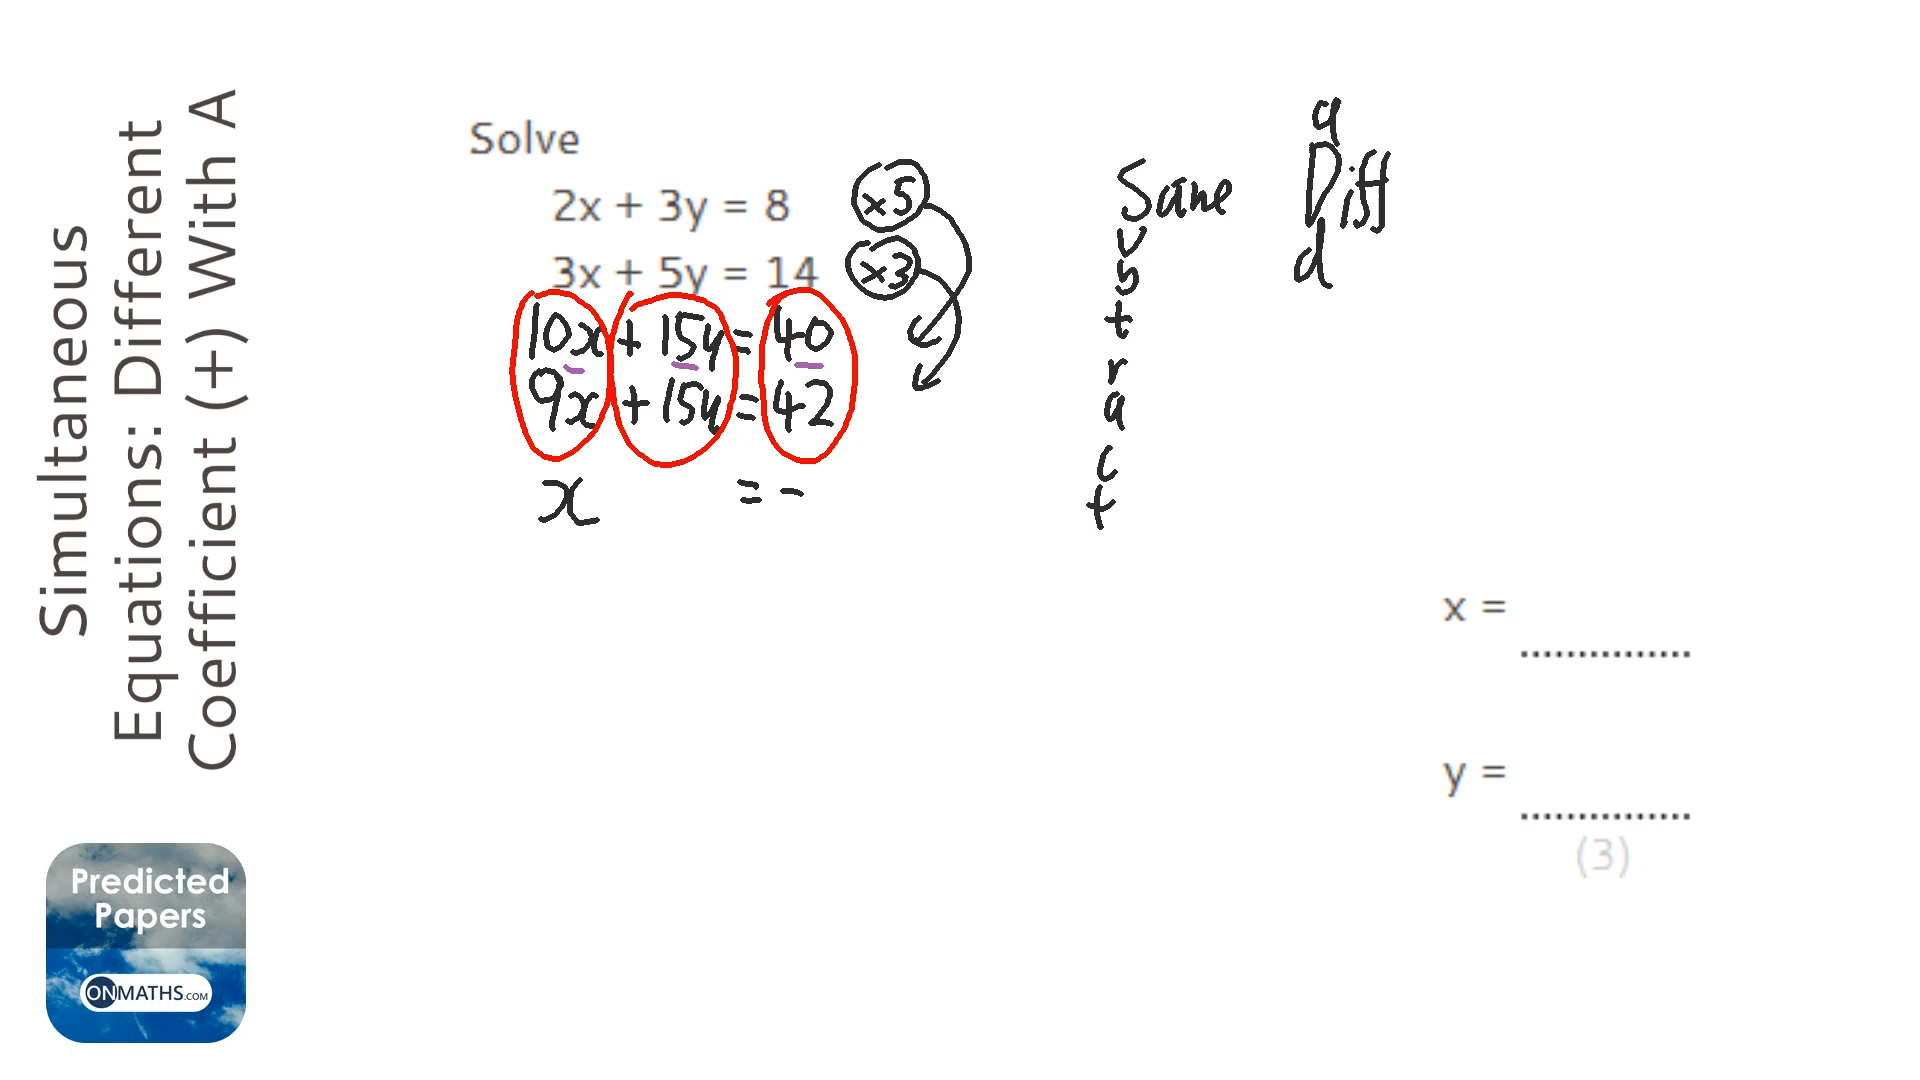 Simultaneous
Equations: Different
Coefficient (+) With A
Solve
2x + 3y = 8 ×5
3x + 5y = 14 ×3
10x + 15y = 40
9x + 15y = 42
x = -
Same
u
b
t
r
a
c
t
a
Diff
d
x = ...............
y = ...............
(3)
Predicted
Papers
ONMATHS.COM